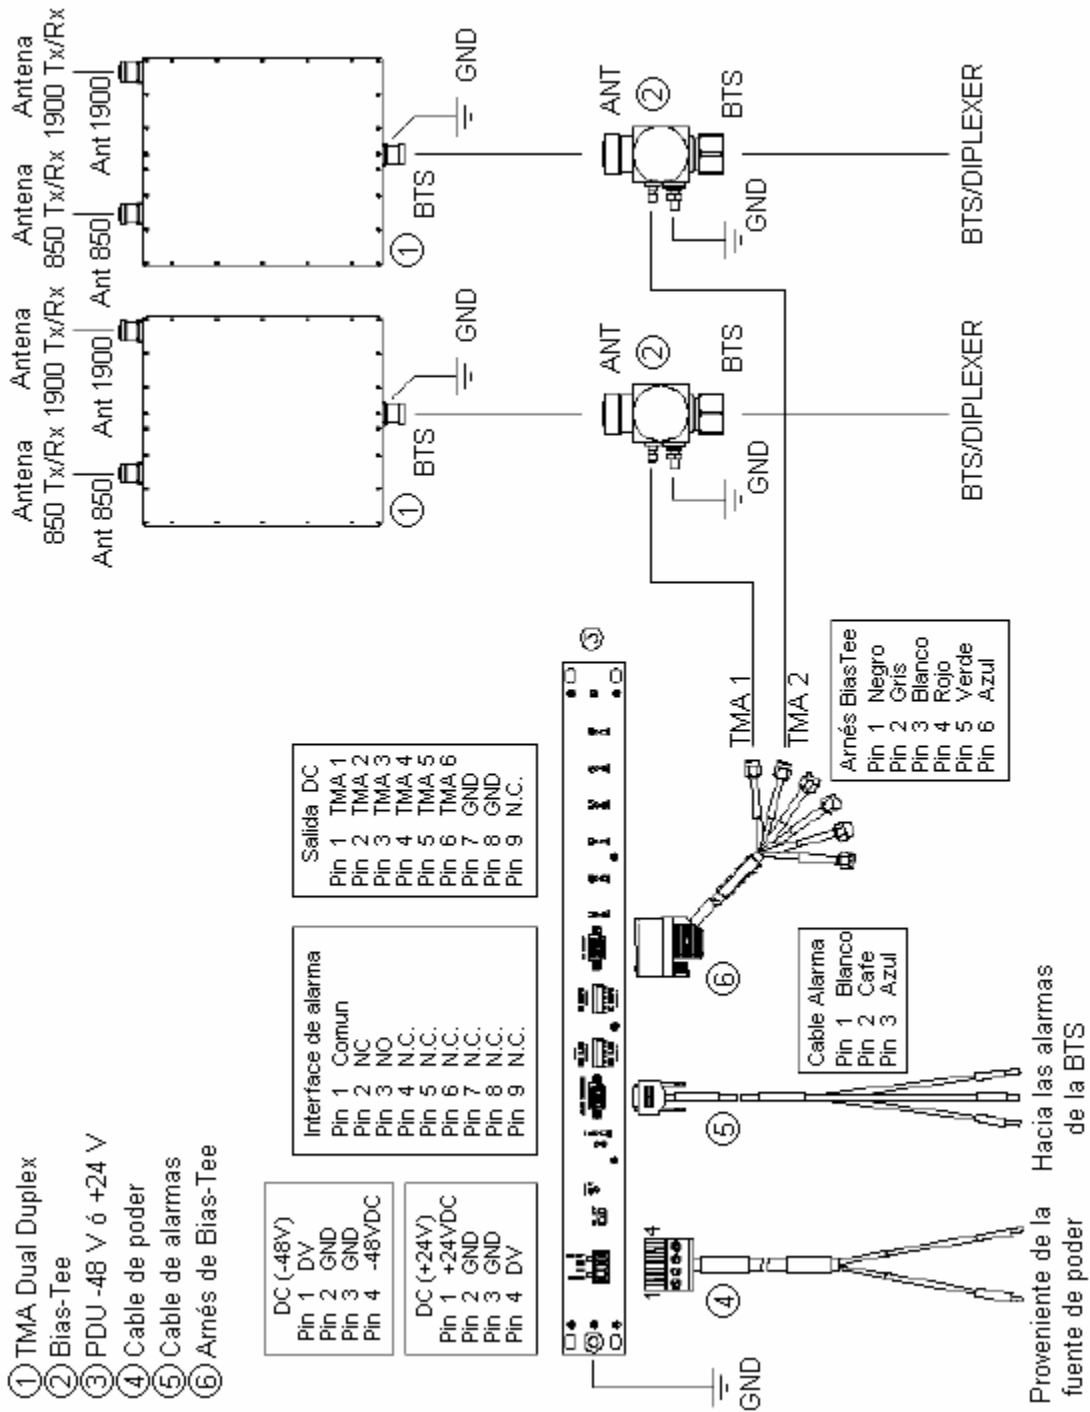 ① TMA Dual Duplex
② Bias-Tee
③ PDU -48 V ó +24 V
④ Cable de poder
⑤ Cable de alarmas
⑥ Arnés de Bias-Tee
DC (-48V)
Pin 1 DV
Pin 2 GND
Pin 3 GND
Pin 4 -48VDC
DC (+24V)
Pin 1 +24VDC
Pin 2 GND
Pin 3 GND
Pin 4 DV
Interface de alarma
Pin 1 Comun
Pin 2 NC
Pin 3 NO
Pin 4 N.C.
Pin 5 N.C.
Pin 6 N.C.
Pin 7 N.C.
Pin 8 N.C.
Pin 9 N.C.
Salida DC
Pin 1 TMA 1
Pin 2 TMA 2
Pin 3 TMA 3
Pin 4 TMA 4
Pin 5 TMA 5
Pin 6 TMA 6
Pin 7 GND
Pin 8 GND
Pin 9 N.C.
Antena
850 Tx/Rx
Ant 850
Antena
1900 Tx/Rx
Ant 1900
Antena
850 Tx/Rx
Ant 850
Antena
1900 Tx/Rx
Ant 1900
①
BTS
GND
①
BTS
GND
③
ANT
②
BTS
GND
ANT
②
BTS
GND
GND
1
4
④
⑤
⑥
TMA 1
TMA 2
Cable Alarma
Pin 1 Blanco
Pin 2 Cafe
Pin 3 Azul
Arnés BiasTee
Pin 1 Negro
Pin 2 Gris
Pin 3 Blanco
Pin 4 Rojo
Pin 5 Verde
Pin 6 Azul
BTS/DIPLEXER
BTS/DIPLEXER
Proveniente de la
fuente de poder
Hacia las alarmas
de la BTS